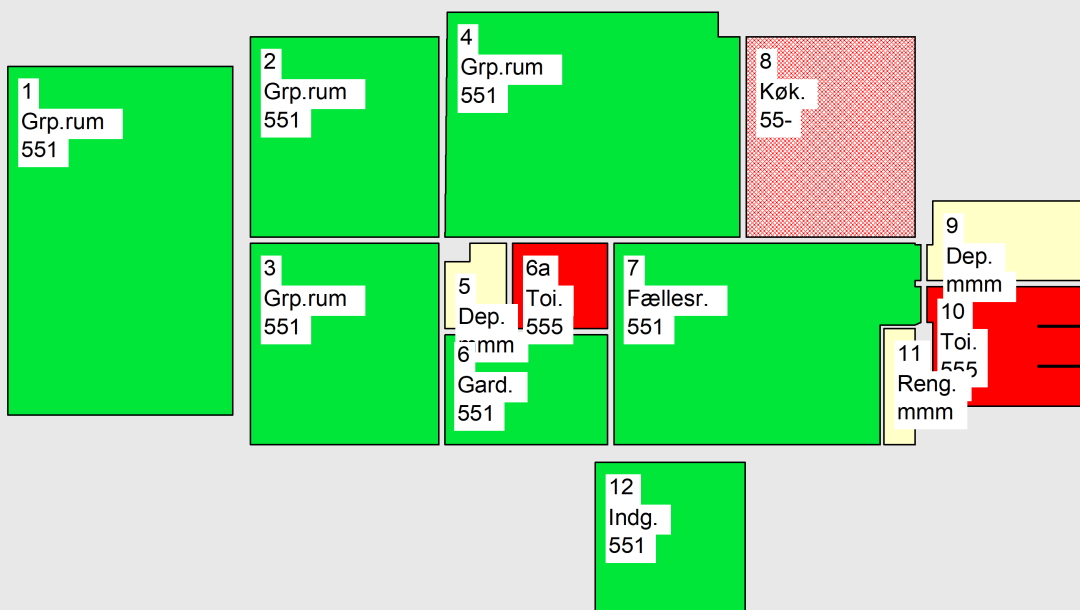 1
Grp.rum
551
2
Grp.rum
551
4
Grp.rum
551
8
Køk.
55-
3
Grp.rum
551
5
Dep.
mmm
6a
Toi.
555
6
Gard.
551
7
Fællesr.
551
9
Dep.
mmm
10
Toi.
555
11
Reng.
mmm
12
Indg.
551